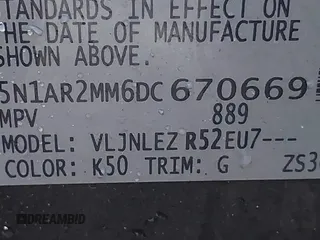 STANDARDS IN EFFECT ON
THE DATE OF MANUFACTURE
SHOWN ABOVE.
5N1AR2MM6DC670669
MPV 889
MODEL: VLJNLEZ R52EU7---
COLOR: K50 TRIM: G ZS3
DREAMBID